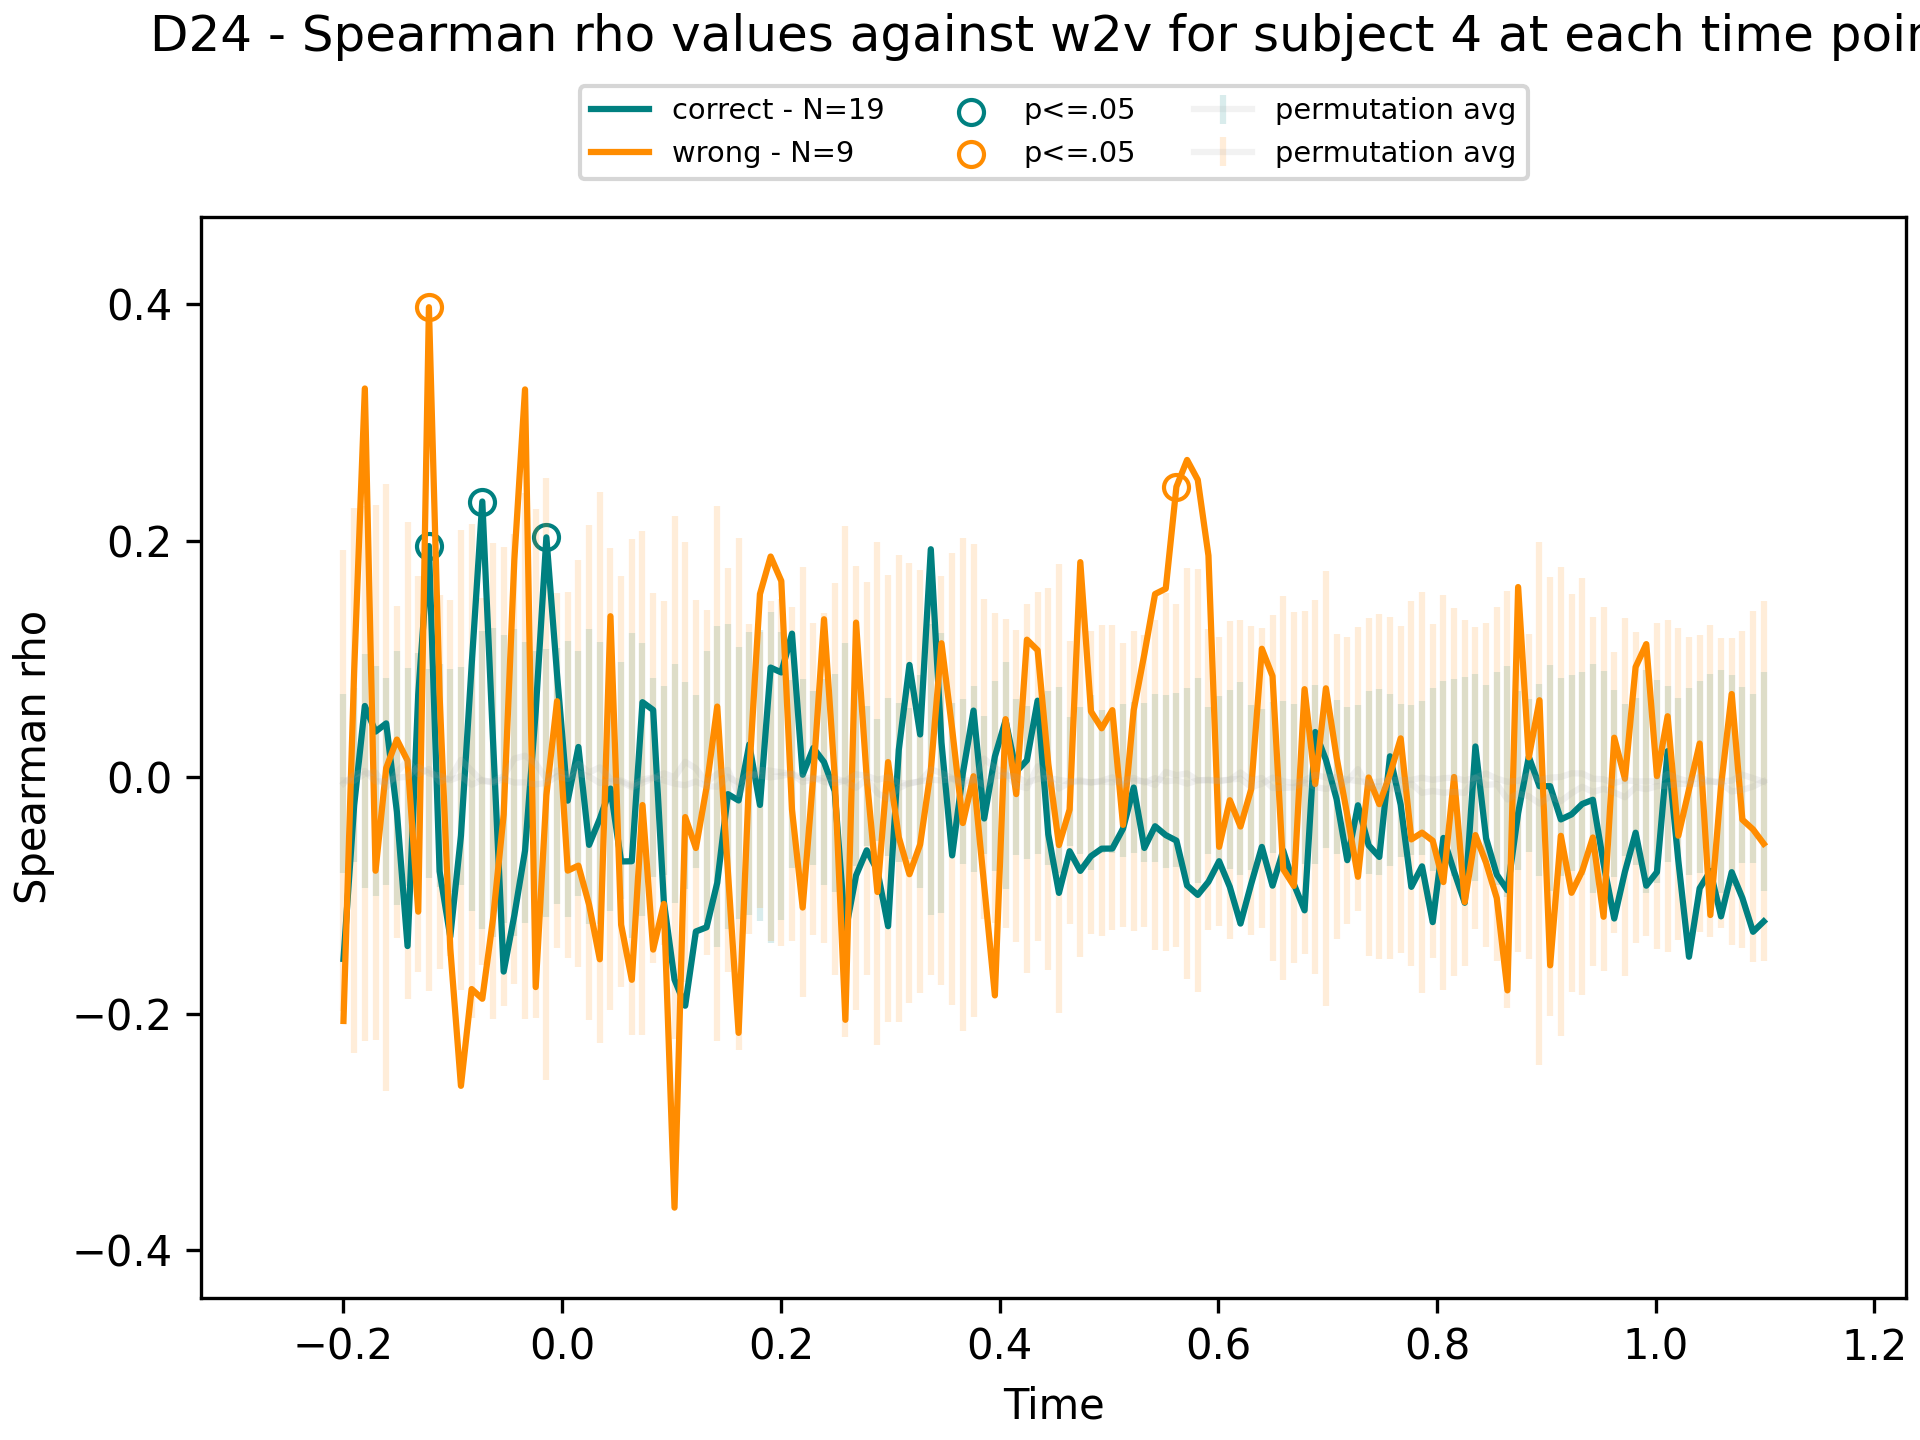 D24 - Spearman rho values against w2v for subject 4 at each time poi
correct - N=19 p<=.05 permutation avg
wrong - N=9 p<=.05 permutation avg
Spearman rho
0.4
0.2
0.0
−0.2
−0.4
−0.2 0.0 0.2 0.4 0.6 0.8 1.0 1.2
Time